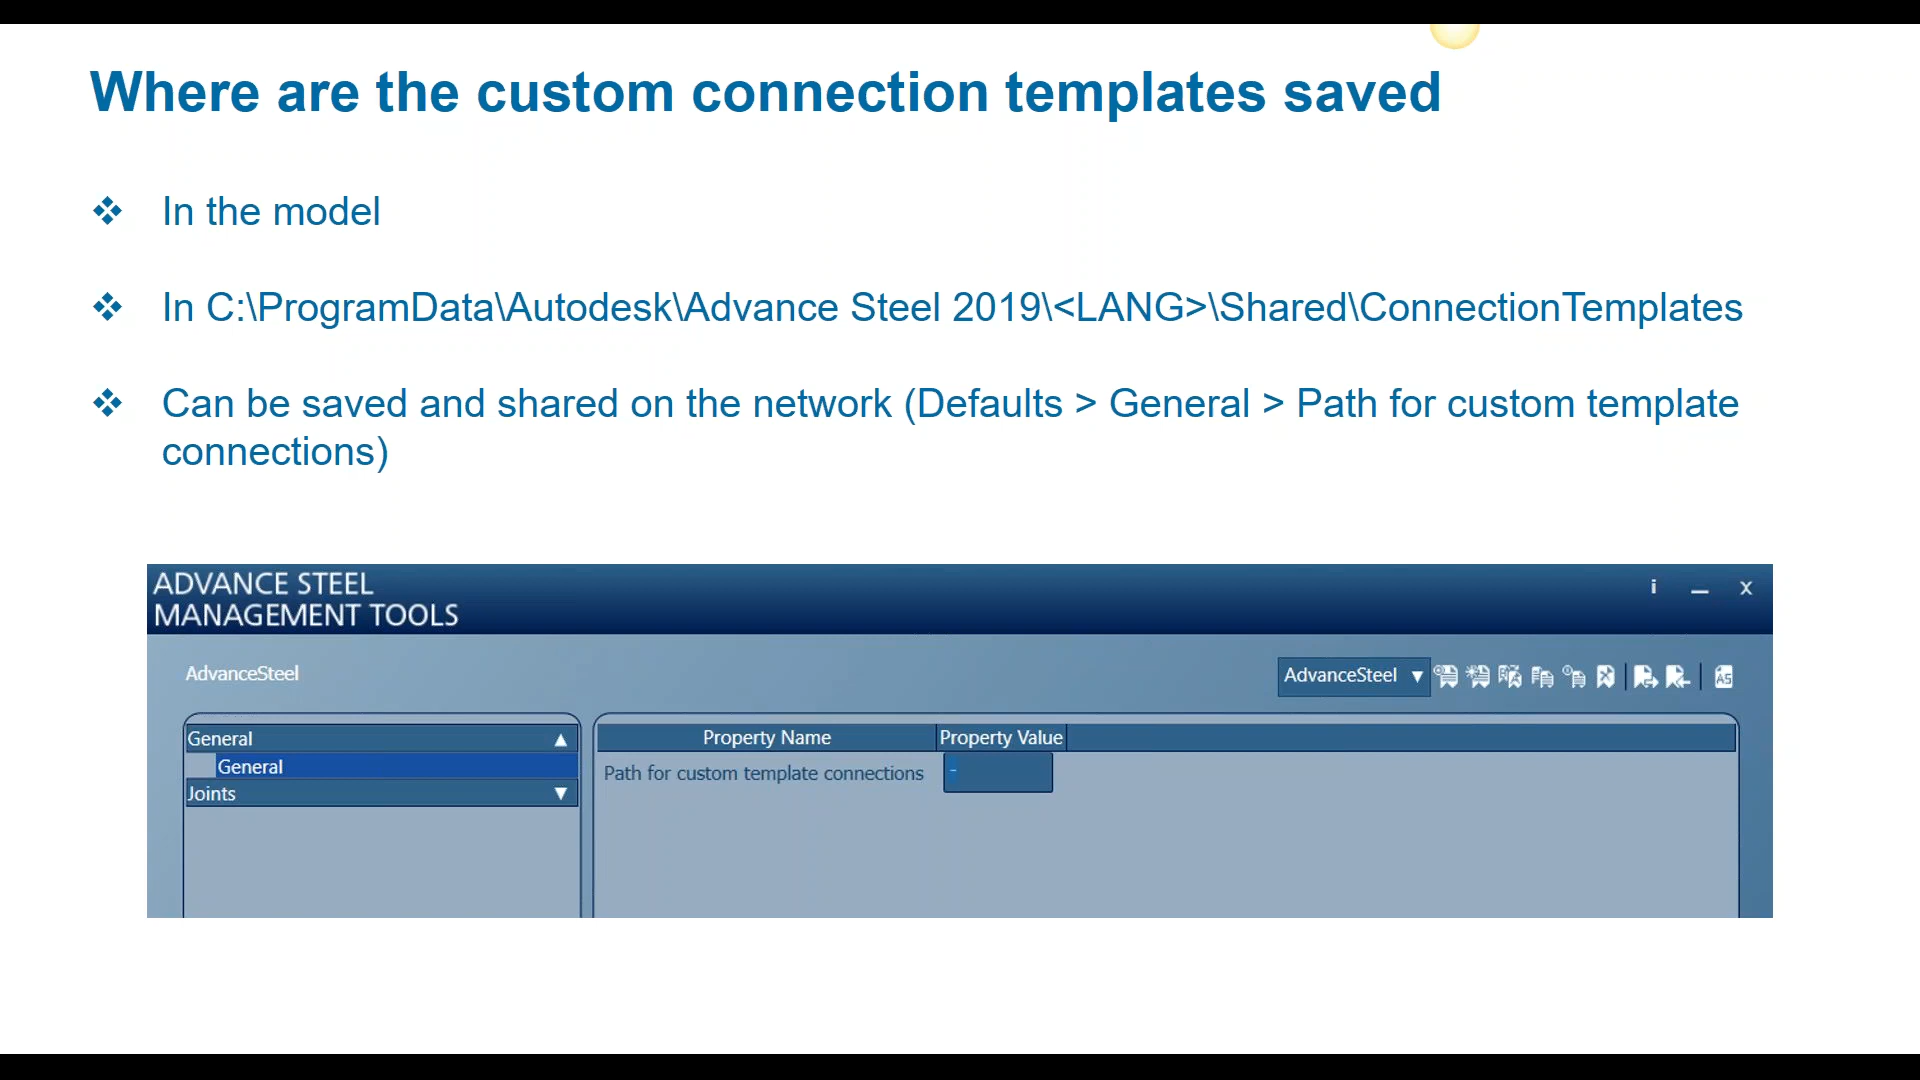 Where are the custom connection templates saved
❖ In the model
❖ In C:\ProgramData\Autodesk\Advance Steel 2019\<LANG>\Shared\ConnectionTemplates
❖ Can be saved and shared on the network (Defaults > General > Path for custom template
connections)
ADVANCE STEEL
MANAGEMENT TOOLS
i _ x
AdvanceSteel
AdvanceSteel ▼
General ▲
General
Joints ▼
Property Name Property Value
Path for custom template connections -
AS